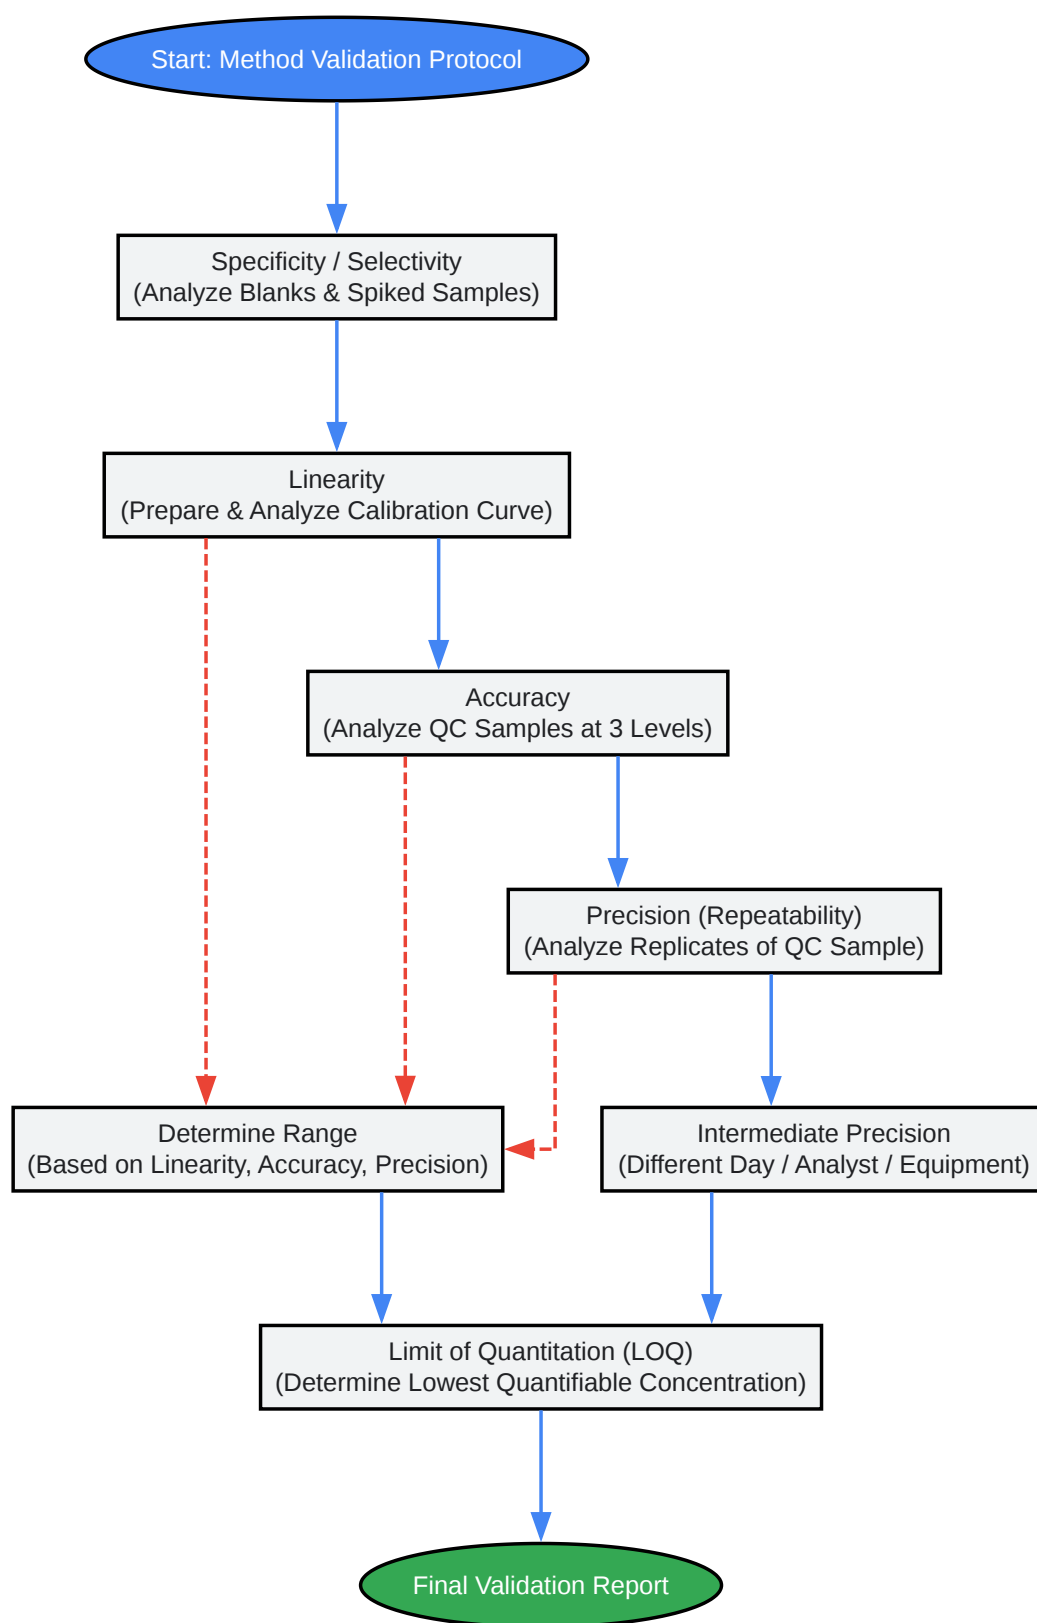 Start: Method Validation Protocol
Specificity / Selectivity
(Analyze Blanks & Spiked Samples)
Linearity
(Prepare & Analyze Calibration Curve)
Accuracy
(Analyze QC Samples at 3 Levels)
Precision (Repeatability)
(Analyze Replicates of QC Sample)
Determine Range
(Based on Linearity, Accuracy, Precision)
Intermediate Precision
(Different Day / Analyst / Equipment)
Limit of Quantitation (LOQ)
(Determine Lowest Quantifiable Concentration)
Final Validation Report